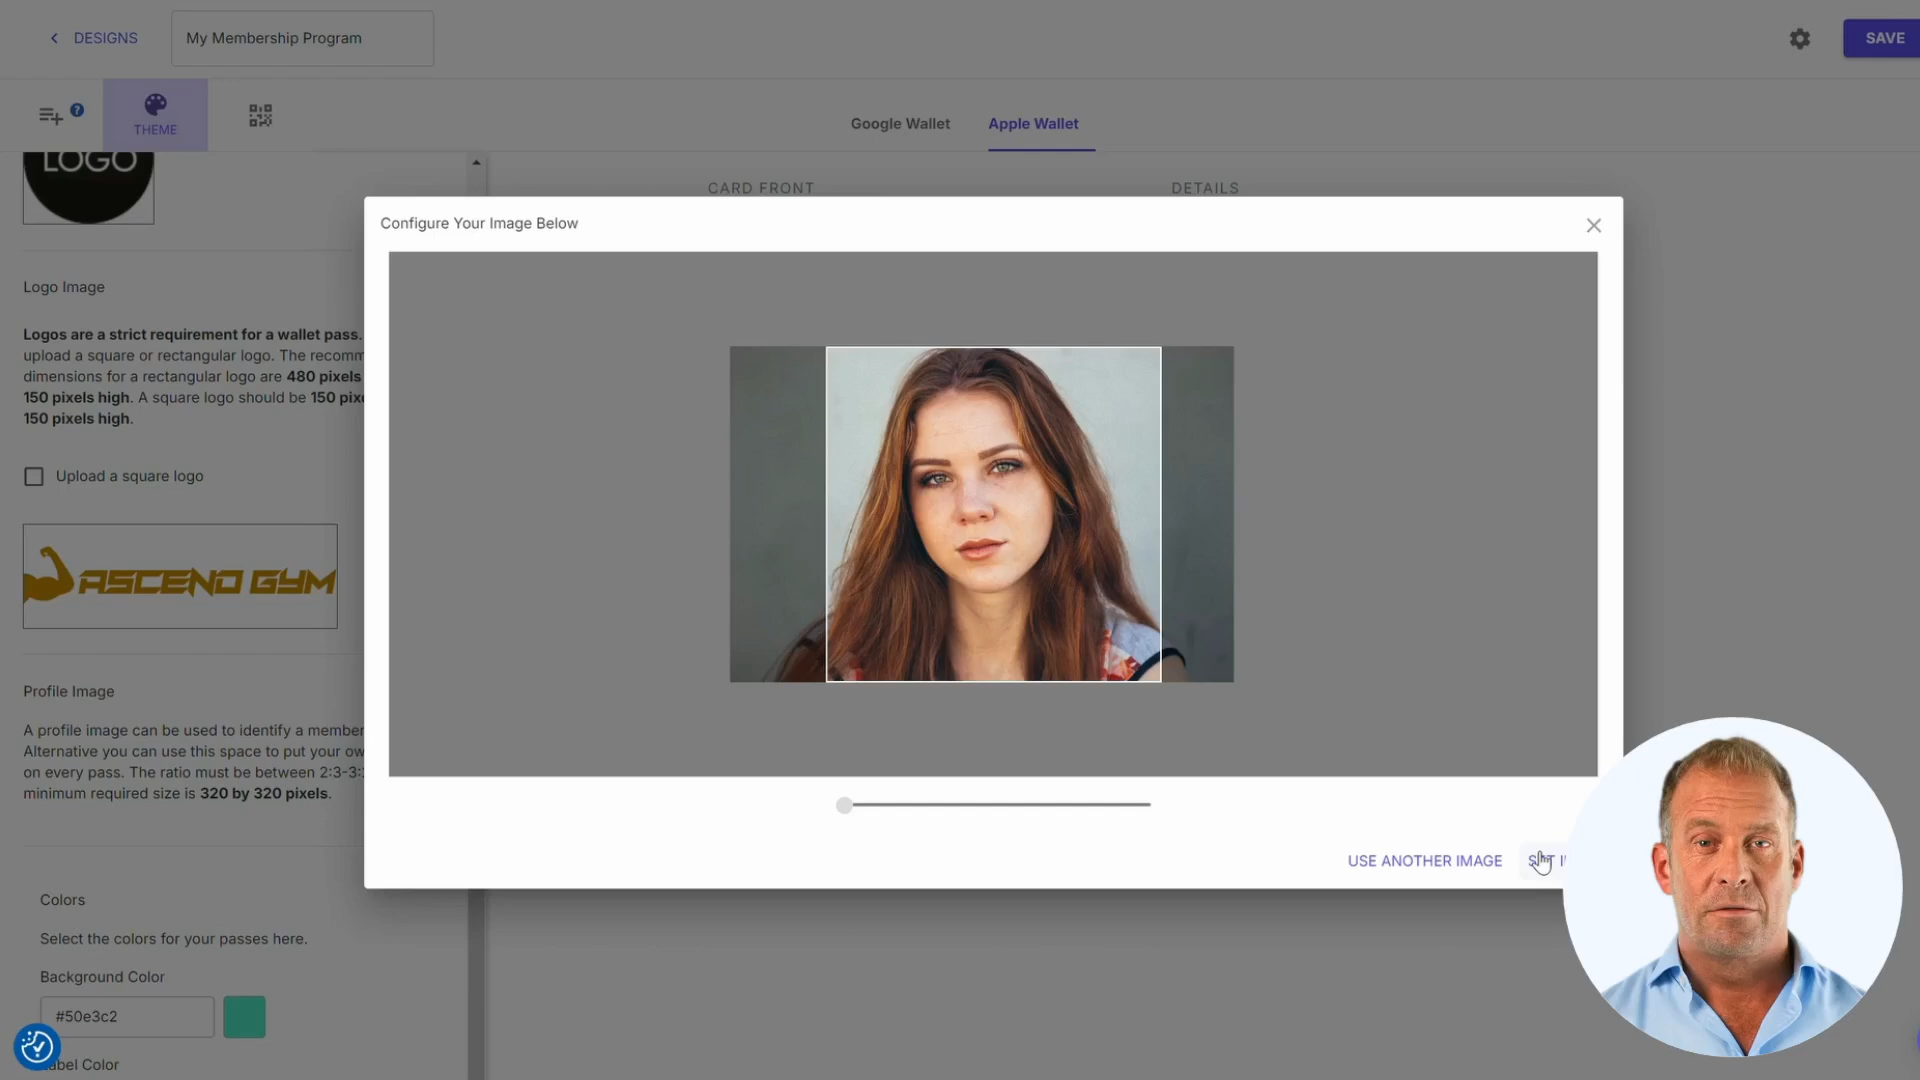 DESIGNS
My Membership Program
SAVE
?
THEME
Google Wallet
Apple Wallet
LOGO
CARD FRONT
DETAILS
Configure Your Image Below
Logo Image
Logos are a strict requirement for a wallet pass.
upload a square or rectangular logo. The
dimensions for a rectangular logo are 480 pixels
150 pixels high. A square logo should be 150
150 pixels high.
Upload a square logo
ASCEND GYM
Profile Image
A profile image can be used to identify a member
Alternative you can use this space to put your
on every pass. The ratio must be between 2:3-3:
minimum required size is 320 by 320 pixels.
USE ANOTHER IMAGE
Colors
Select the colors for your passes here.
Background Color
#50e3c2
Color